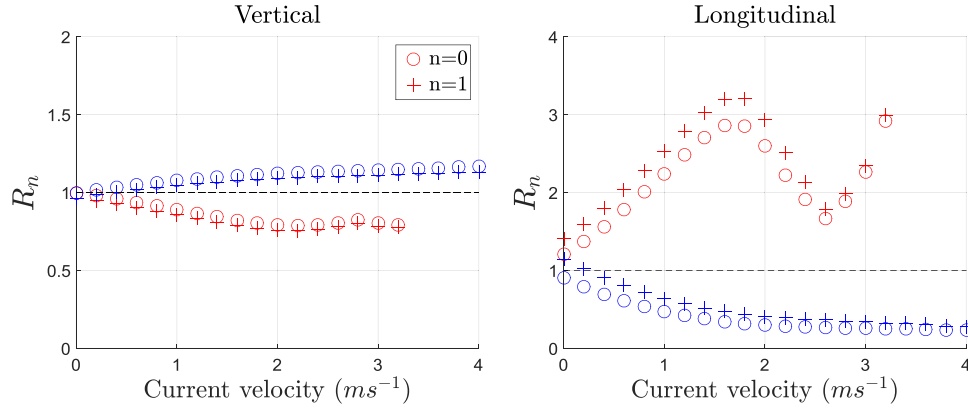 Vertical
2
1.5
1
0.5
0
R_n
n=0
n=1
0
1
2
3
4
Current velocity (ms^{-1})
Longitudinal
4
3
2
1
0
R_n
0
1
2
3
4
Current velocity (ms^{-1})